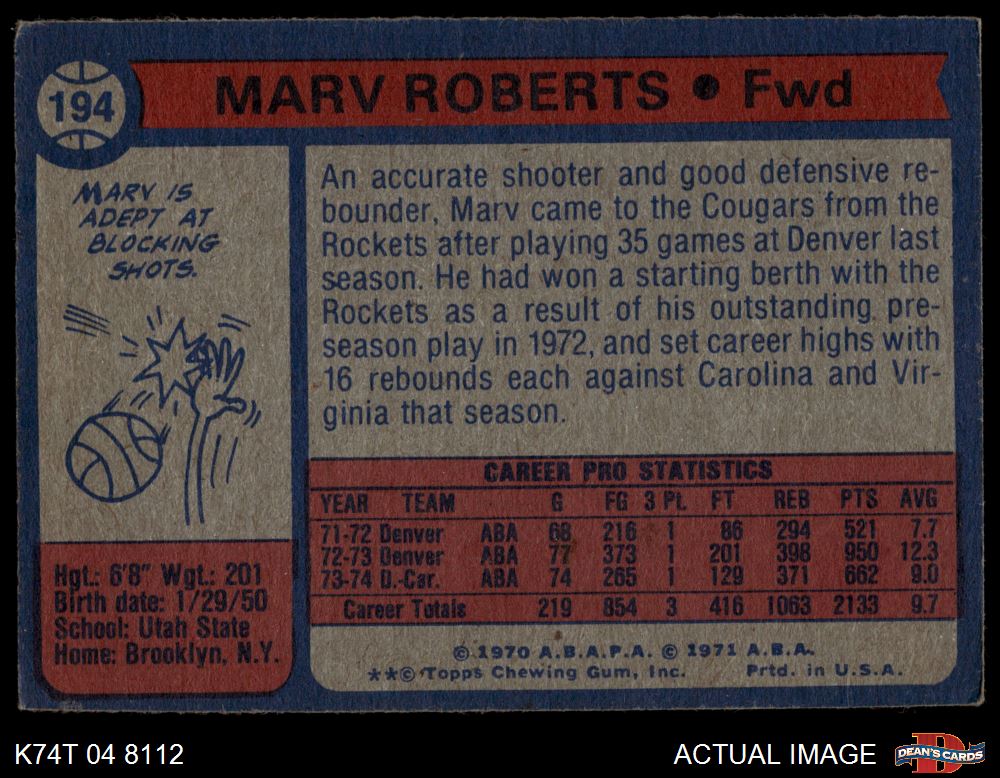 194
MARV ROBERTS • Fwd
MARV IS
ADEPT AT
BLOCKING
SHOTS.
An accurate shooter and good defensive re-
bounder, Marv came to the Cougars from the
Rockets after playing 35 games at Denver last
season. He had won a starting berth with the
Rockets as a result of his outstanding pre-
season play in 1972, and set career highs with
16 rebounds each against Carolina and Vir-
ginia that season.
CAREER PRO STATISTICS
YEAR TEAM G FG 3 PL FT REB PTS AVG
71-72 Denver ABA 68 216 1 86 294 521 7.7
72-73 Denver ABA 77 373 1 201 398 950 12.3
73-74 D.-Car. ABA 74 265 1 129 371 662 9.0
Career Totals 219 854 3 416 1063 2133 9.7
Hgt.: 6'8" Wgt.: 201
Birth date: 1/29/50
School: Utah State
Home: Brooklyn, N.Y.
© 1970 A.B.A.P.A. © 1971 A.B.A.
**© Topps Chewing Gum, Inc. Prtd. in U.S.A.
K74T 04 8112
ACTUAL IMAGE
D
DEAN'S CARDS